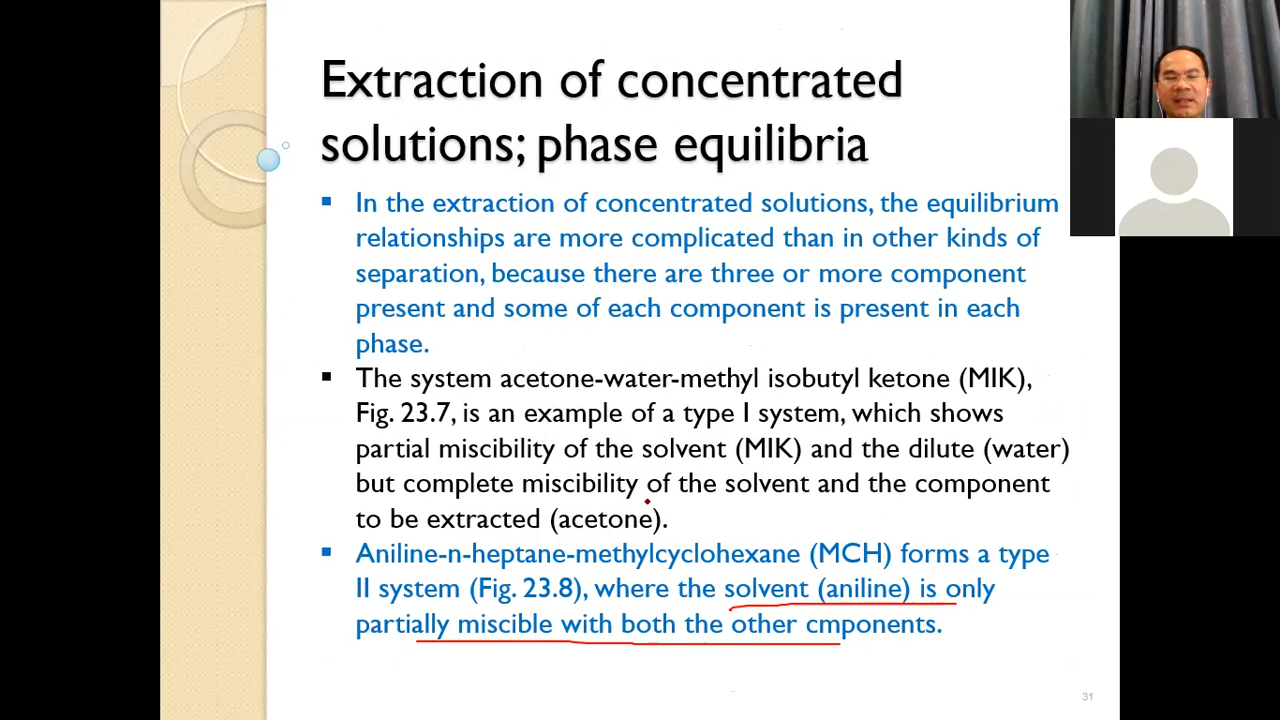 Extraction of concentrated
solutions; phase equilibria
▪ In the extraction of concentrated solutions, the equilibrium
relationships are more complicated than in other kinds of
separation, because there are three or more component
present and some of each component is present in each
phase.
▪ The system acetone-water-methyl isobutyl ketone (MIK),
Fig. 23.7, is an example of a type I system, which shows
partial miscibility of the solvent (MIK) and the dilute (water)
but complete miscibility of the solvent and the component
to be extracted (acetone).
▪ Aniline-n-heptane-methylcyclohexane (MCH) forms a type
II system (Fig. 23.8), where the solvent (aniline) is only
partially miscible with both the other cmponents.
31